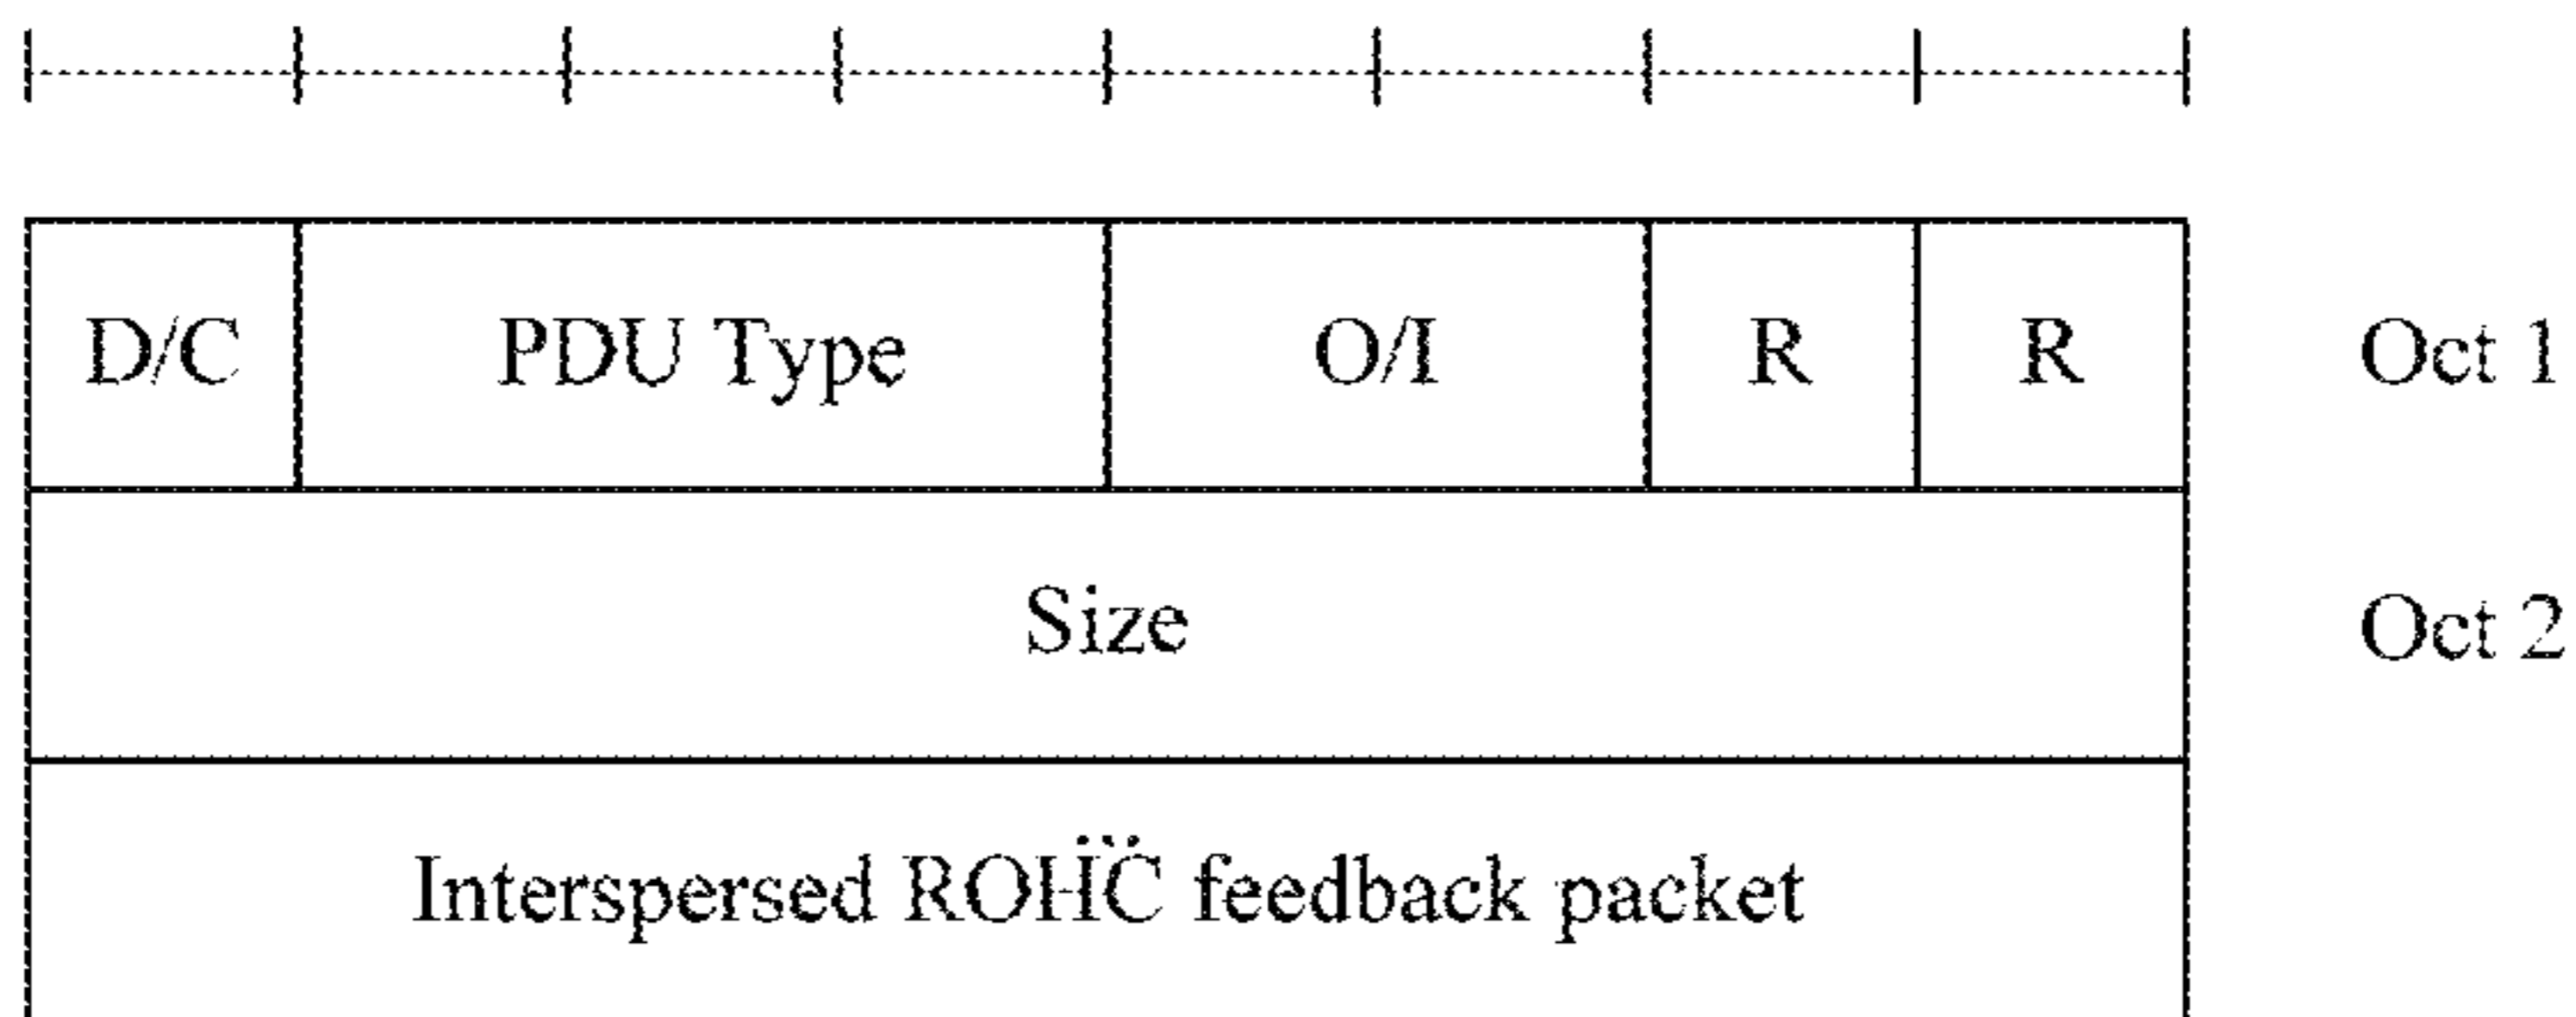 D/C PDU Type O/I R R Oct 1
Size Oct 2
...
Interspersed ROHC feedback packet